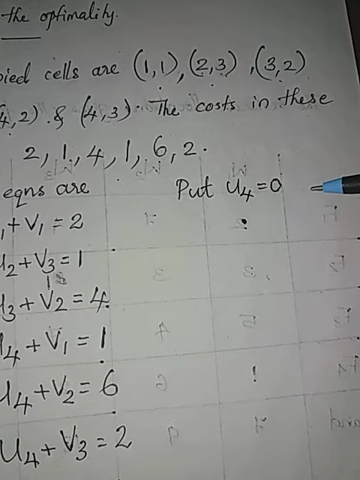 the optimality.
pied cells are (1,1), (2,3), (3,2)
4,2) & (4,3). The costs in these
2, 1, 4, 1, 6, 2.
eqns are Put U4=0
+ V1 = 2
U2 + V3 = 1
U3 + V2 = 4
U4 + V1 = 1
U4 + V2 = 6
U4 + V3 = 2